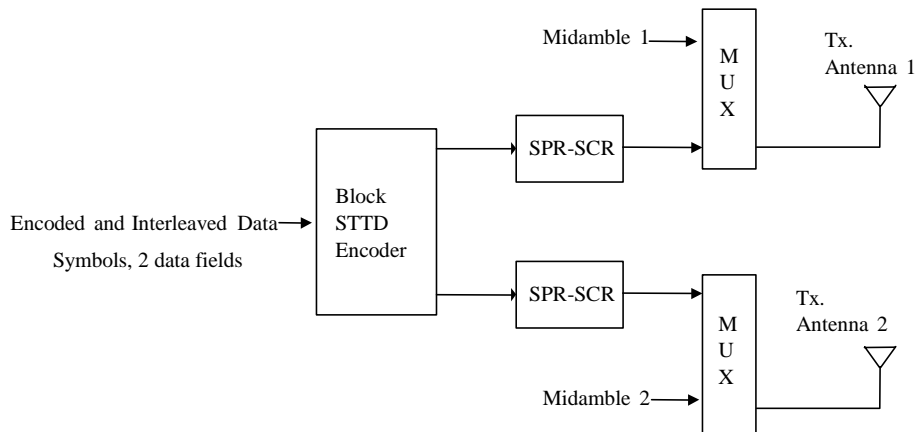 Midamble 1
M
U
X
Tx.
Antenna 1
SPR-SCR
Block
STTD
Encoder
Encoded and Interleaved Data
Symbols, 2 data fields
SPR-SCR
M
U
X
Tx.
Antenna 2
Midamble 2